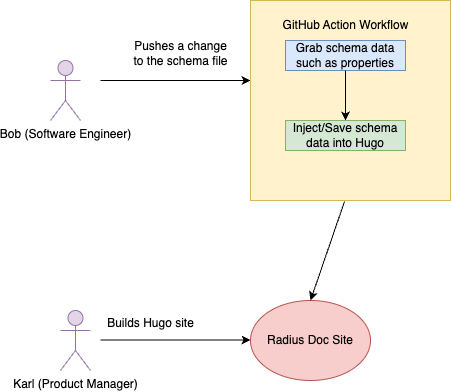 GitHub Action Workflow
Pushes a change
to the schema file
Grab schema data
such as properties
Bob (Software Engineer)
Inject/Save schema
data into Hugo
Builds Hugo site
Radius Doc Site
Karl (Product Manager)